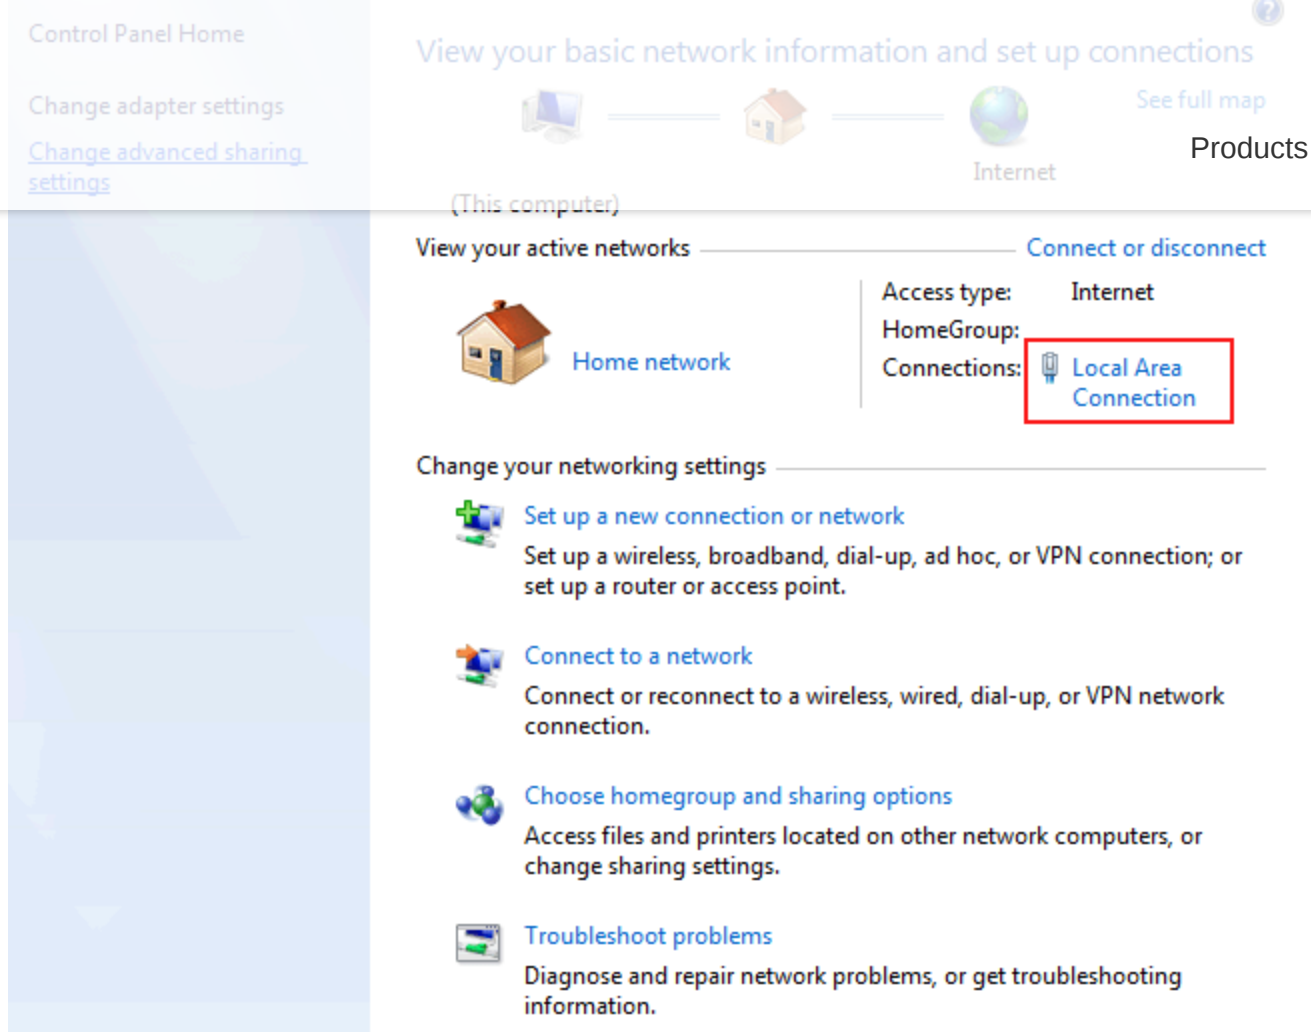 Control Panel Home
Change adapter settings
Change advanced sharing
settings
View your basic network information and set up connections
See full map
Products
Internet
(This computer)
View your active networks
Connect or disconnect
Home network
Access type: Internet
HomeGroup:
Connections: Local Area
Connection
Change your networking settings
Set up a new connection or network
Set up a wireless, broadband, dial-up, ad hoc, or VPN connection; or
set up a router or access point.
Connect to a network
Connect or reconnect to a wireless, wired, dial-up, or VPN network
connection.
Choose homegroup and sharing options
Access files and printers located on other network computers, or
change sharing settings.
Troubleshoot problems
Diagnose and repair network problems, or get troubleshooting
information.